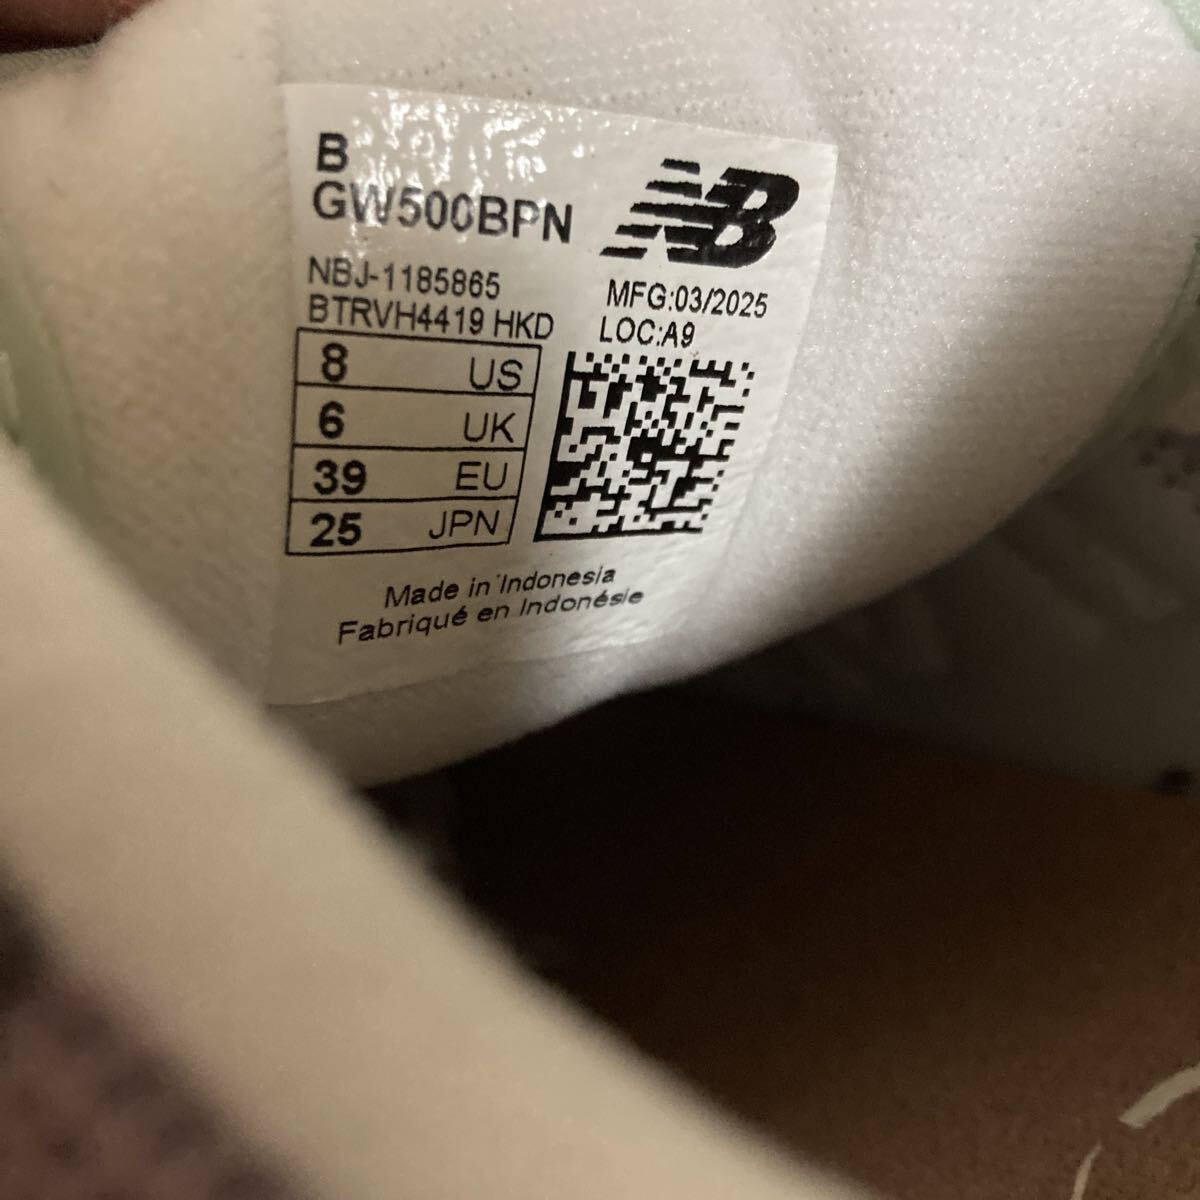 B
GW500BPN
NB
NBJ-1185865
BTRVH4419 HKD
MFG:03/2025
LOC:A9
8 US
6 UK
39 EU
25 JPN
Made in Indonesia
Fabriqué en Indonésie